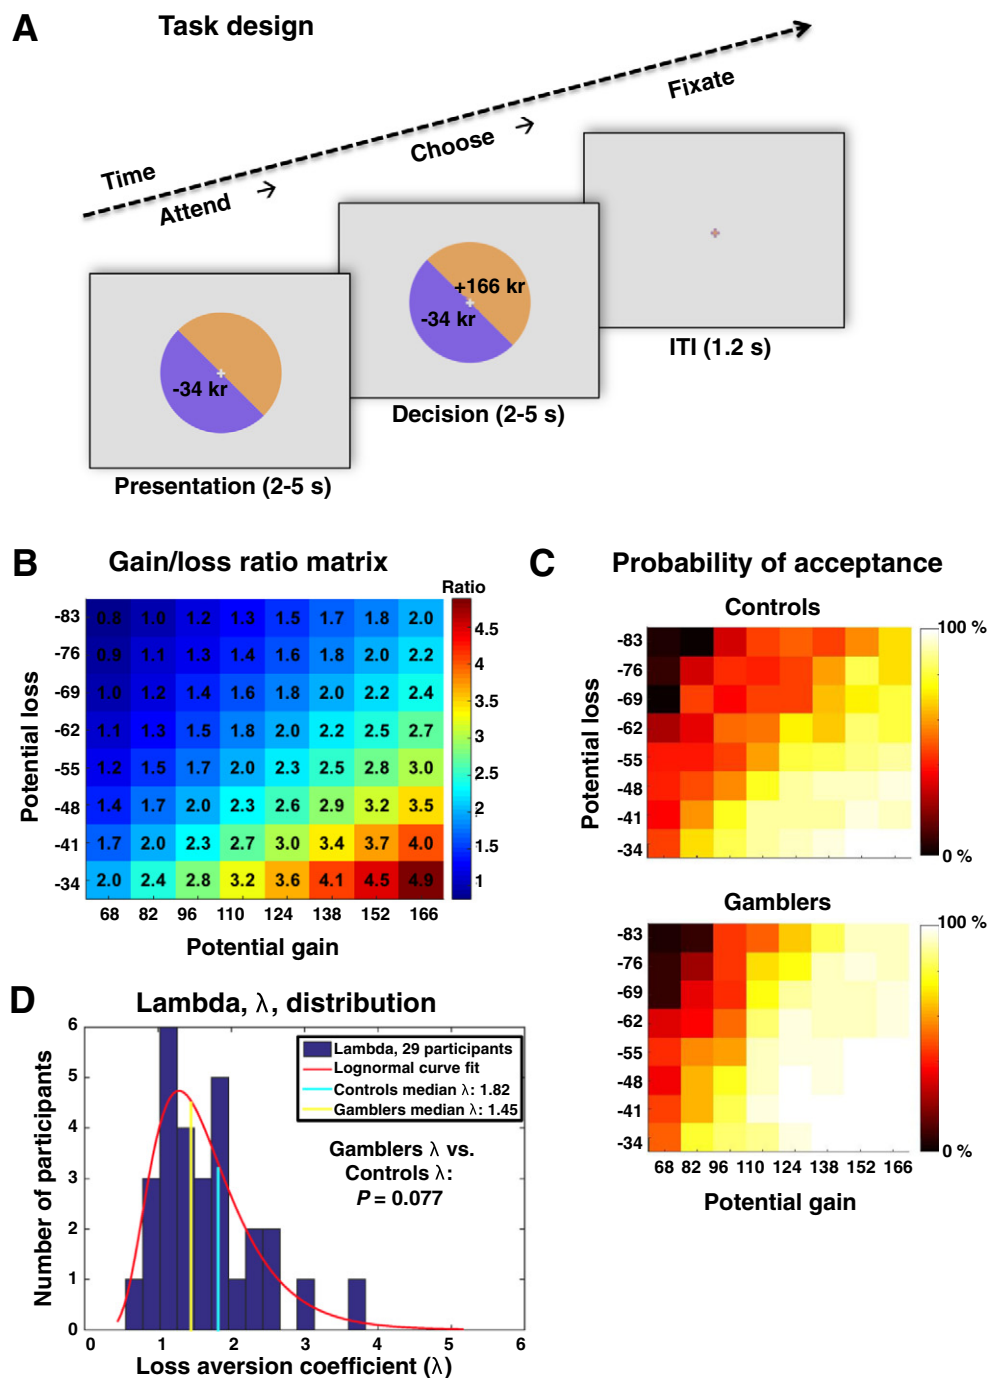 A
Task design
Time
Attend
Choose
Fixate
-34 kr
Presentation (2-5 s)
+166 kr
-34 kr
Decision (2-5 s)
ITI (1.2 s)
B
Gain/loss ratio matrix
Ratio
Potential loss
-83 0.8 1.0 1.2 1.3 1.5 1.7 1.8 2.0
-76 0.9 1.1 1.3 1.4 1.6 1.8 2.0 2.2
-69 1.0 1.2 1.4 1.6 1.8 2.0 2.2 2.4
-62 1.1 1.3 1.5 1.8 2.0 2.2 2.5 2.7
-55 1.2 1.5 1.7 2.0 2.3 2.5 2.8 3.0
-48 1.4 1.7 2.0 2.3 2.6 2.9 3.2 3.5
-41 1.7 2.0 2.3 2.7 3.0 3.4 3.7 4.0
-34 2.0 2.4 2.8 3.2 3.6 4.1 4.5 4.9
68 82 96 110 124 138 152 166
Potential gain
4.5
4
3.5
3
2.5
2
1.5
1
C
Probability of acceptance
Controls
Potential loss
-83
-76
-69
-62
-55
-48
-41
-34
100 %
0 %
Gamblers
-83
-76
-69
-62
-55
-48
-41
-34
100 %
0 %
68 82 96 110 124 138 152 166
Potential gain
D
Lambda, λ, distribution
Number of participants
6
5
4
3
2
1
0
0 1 2 3 4 5 6
Loss aversion coefficient (λ)
Lambda, 29 participants
Lognormal curve fit
Controls median λ: 1.82
Gamblers median λ: 1.45
Gamblers λ vs.
Controls λ:
P = 0.077